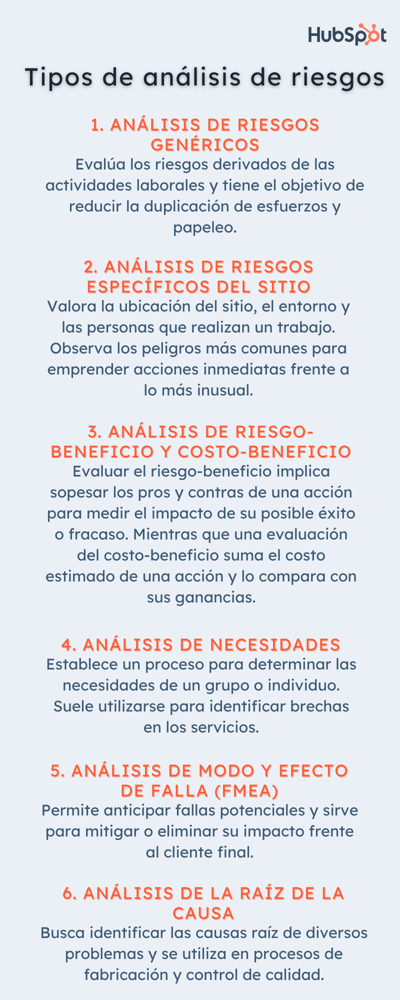 HubSpot
Tipos de análisis de riesgos
1. ANÁLISIS DE RIESGOS
GENÉRICOS
Evalúa los riesgos derivados de las
actividades laborales y tiene el objetivo de
reducir la duplicación de esfuerzos y
papeleo.
2. ANÁLISIS DE RIESGOS
ESPECÍFICOS DEL SITIO
Valora la ubicación del sitio, el entorno y
las personas que realizan un trabajo.
Observa los peligros más comunes para
emprender acciones inmediatas frente a
lo más inusual.
3. ANÁLISIS DE RIESGO-
BENEFICIO Y COSTO-BENEFICIO
Evaluar el riesgo-beneficio implica
sopesar los pros y contras de una acción
para medir el impacto de su posible éxito
o fracaso. Mientras que una evaluación
del costo-beneficio suma el costo
estimado de una acción y lo compara con
sus ganancias.
4. ANÁLISIS DE NECESIDADES
Establece un proceso para determinar las
necesidades de un grupo o individuo.
Suele utilizarse para identificar brechas
en los servicios.
5. ANÁLISIS DE MODO Y EFECTO
DE FALLA (FMEA)
Permite anticipar fallas potenciales y sirve
para mitigar o eliminar su impacto frente
al cliente final.
6. ANÁLISIS DE LA RAÍZ DE LA
CAUSA
Busca identificar las causas raíz de diversos
problemas y se utiliza en procesos de
fabricación y control de calidad.